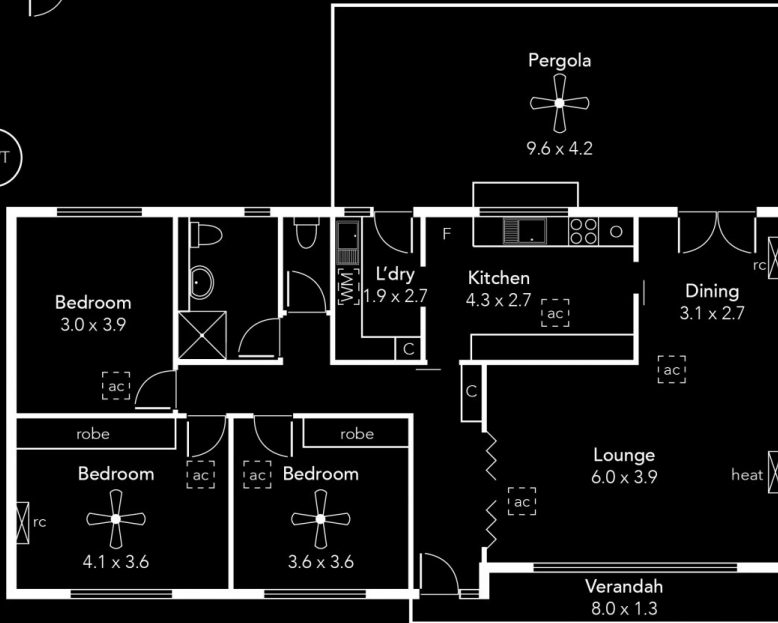 Pergola
9.6 x 4.2
F
O
rc
WM
L'dry
1.9 x 2.7
Kitchen
4.3 x 2.7
ac
Dining
3.1 x 2.7
Bedroom
3.0 x 3.9
ac
C
ac
C
robe
robe
Bedroom
ac
ac
Bedroom
Lounge
6.0 x 3.9
heat
rc
ac
4.1 x 3.6
3.6 x 3.6
Verandah
8.0 x 1.3